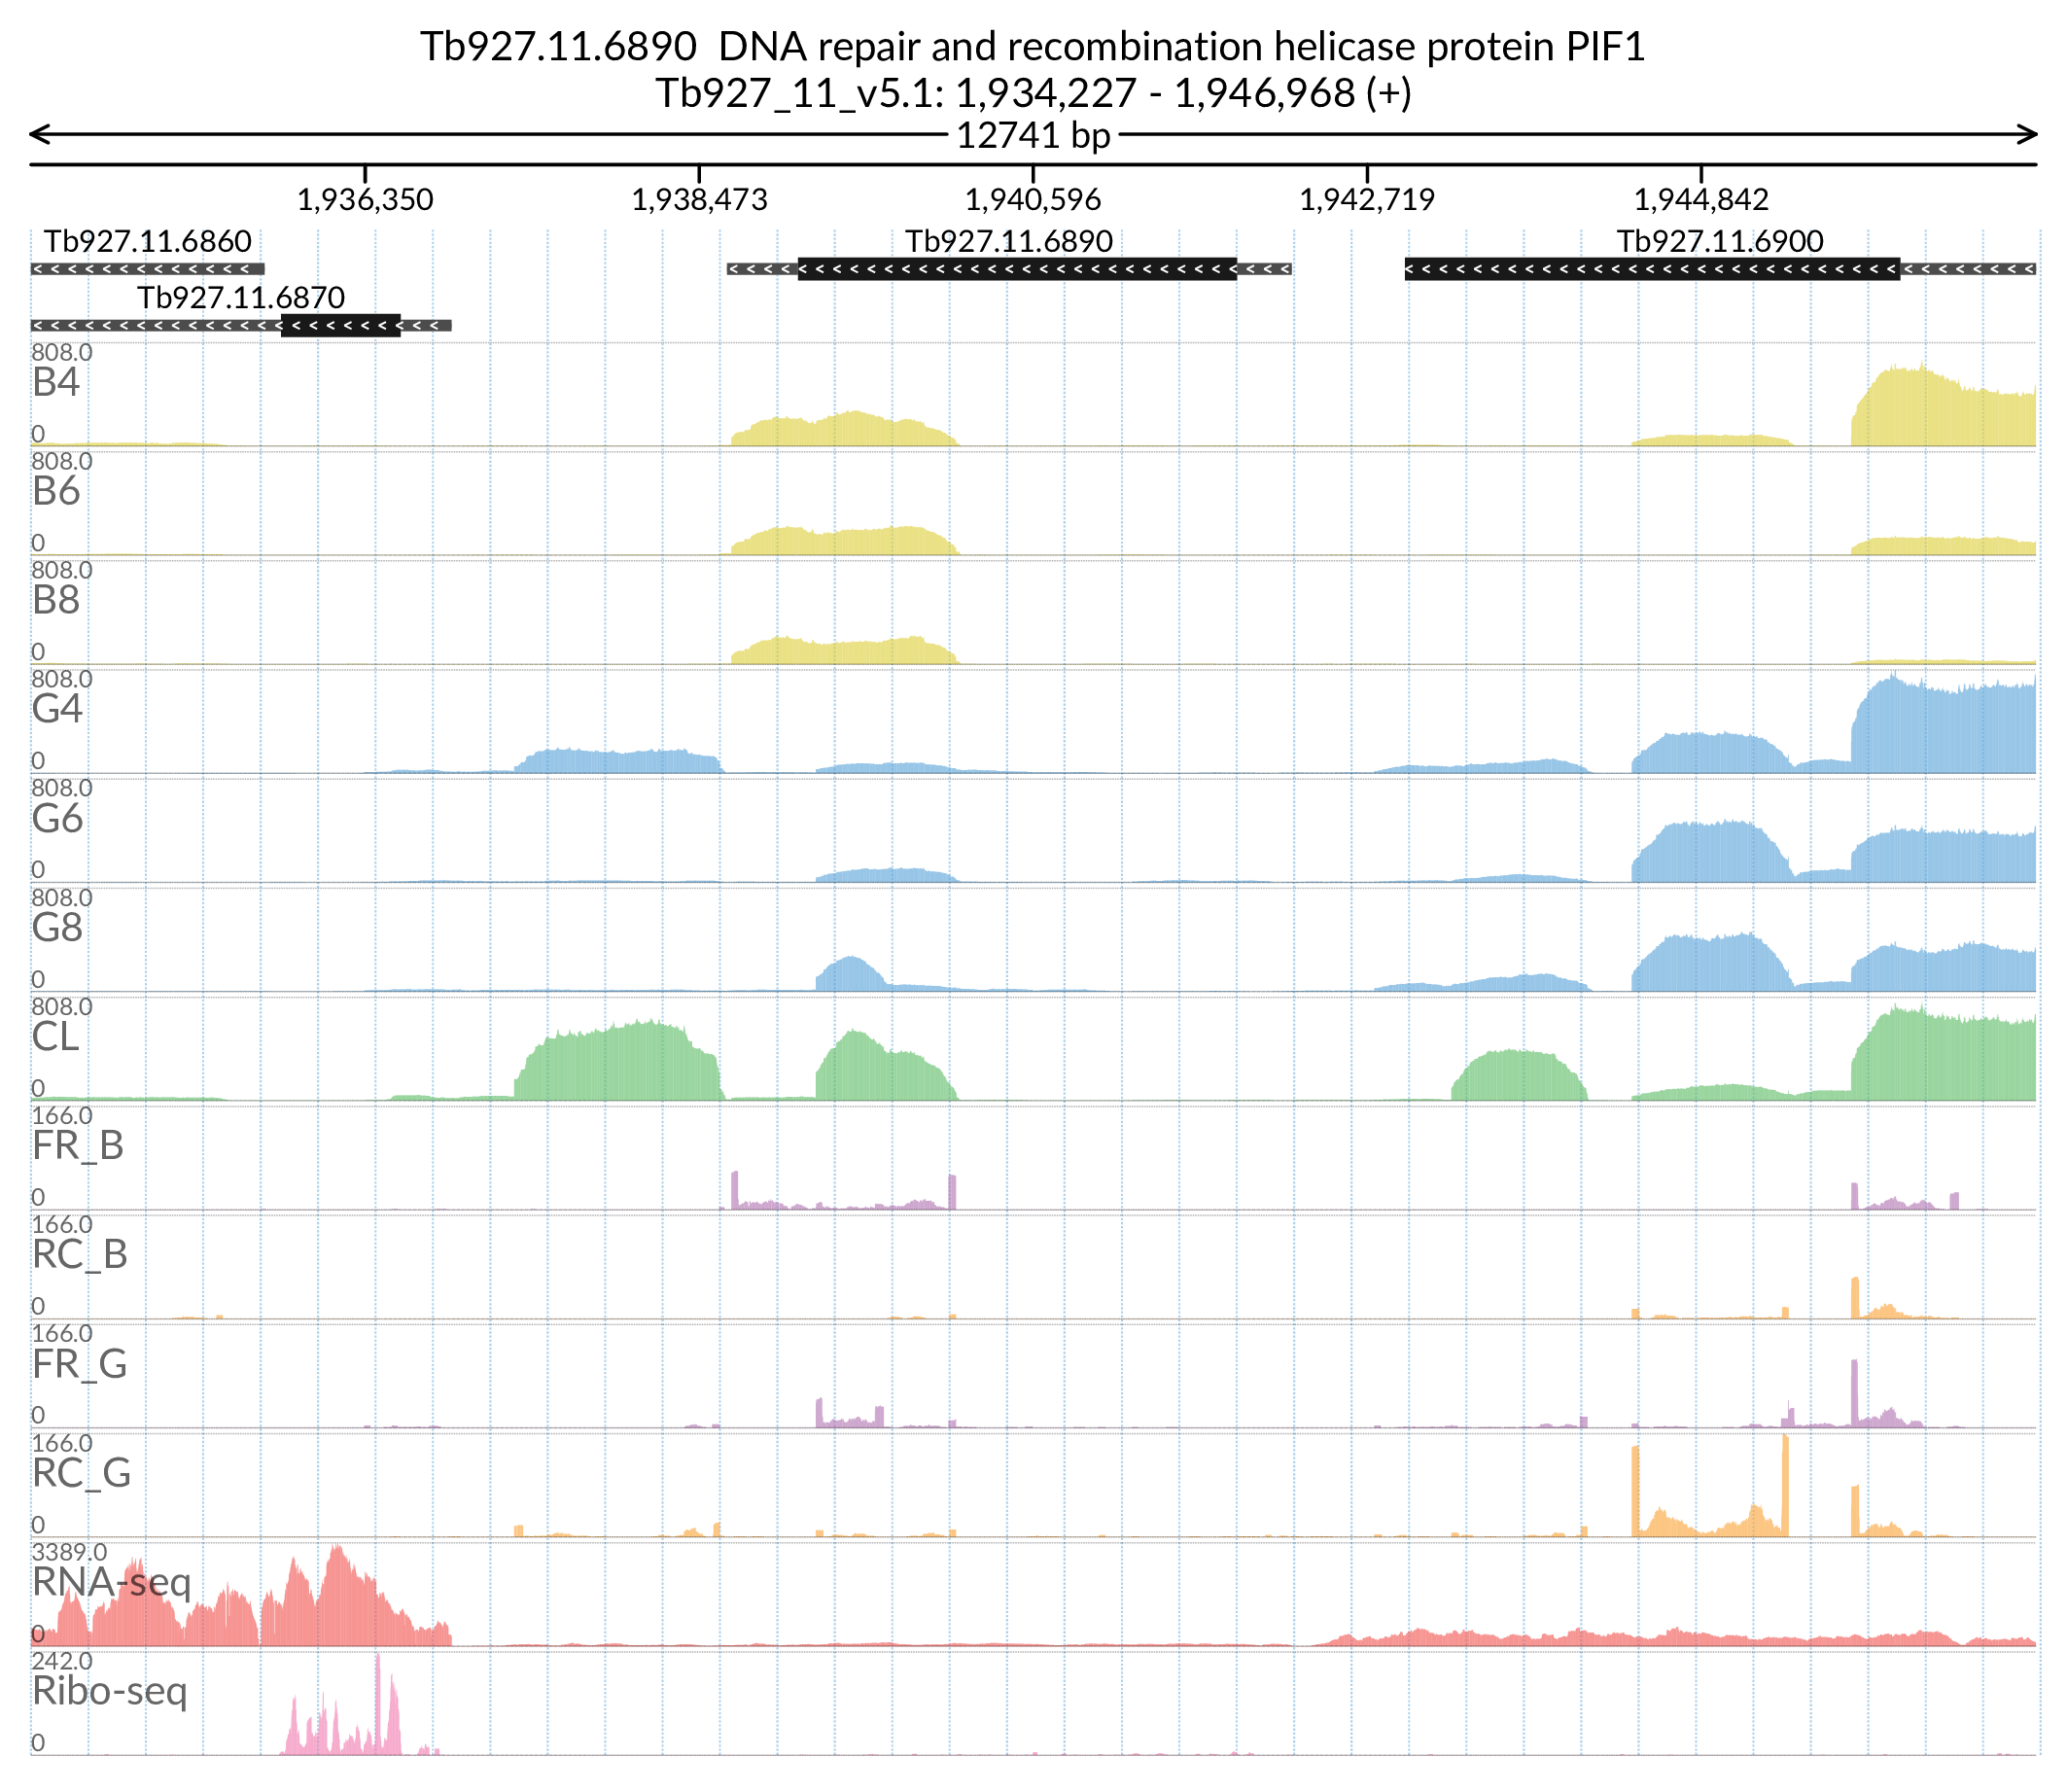 Tb927.11.6890  DNA repair and recombination helicase protein PIF1
Tb927_11_v5.1: 1,934,227 - 1,946,968 (+)
12741 bp
1,936,350 1,938,473 1,940,596 1,942,719 1,944,842
Tb927.11.6860 Tb927.11.6890 Tb927.11.6900
Tb927.11.6870
808.0
B4
0
808.0
B6
0
808.0
B8
0
808.0
G4
0
808.0
G6
0
808.0
G8
0
808.0
CL
0
166.0
FR_B
0
166.0
RC_B
0
166.0
FR_G
0
166.0
RC_G
0
3389.0
RNA-seq
0
242.0
Ribo-seq
0